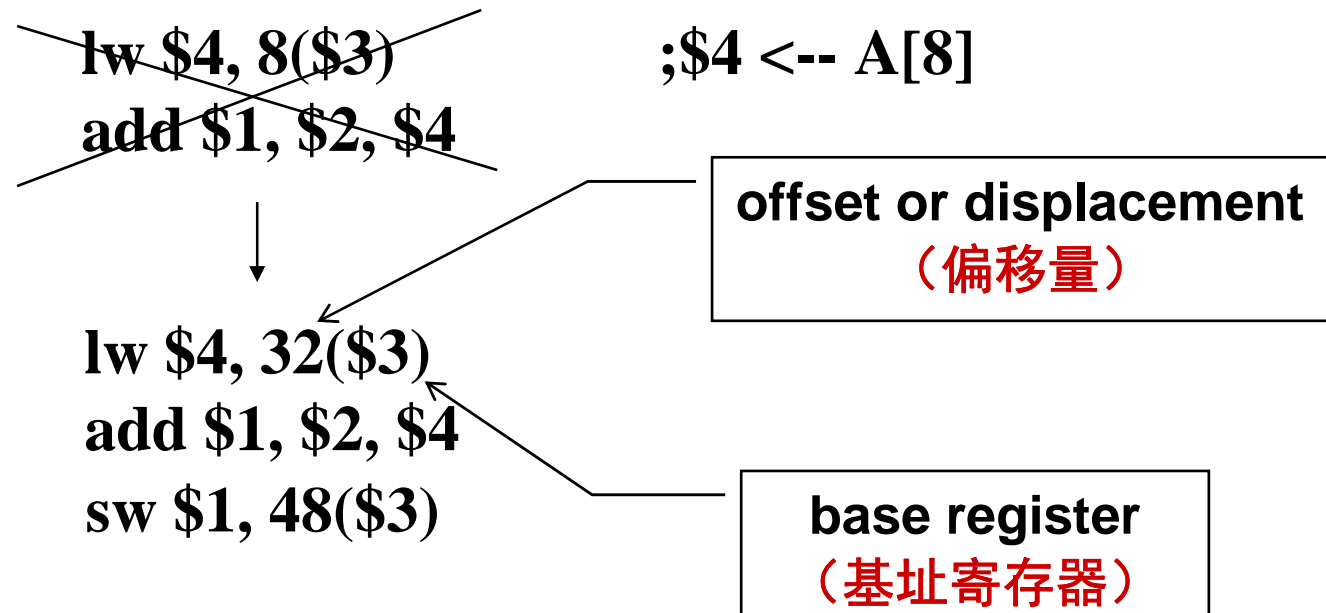 lw $4, 8($3)
;$4 <-- A[8]
add $1, $2, $4
offset or displacement
（偏移量）
lw $4, 32($3)
add $1, $2, $4
sw $1, 48($3)
base register
（基址寄存器）